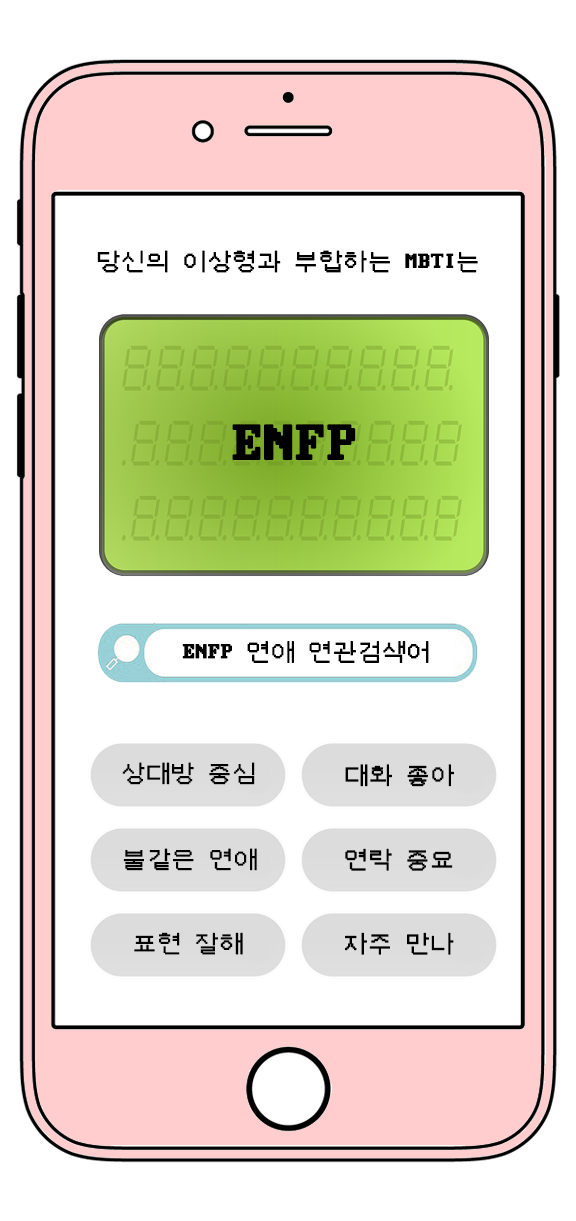 당신의 이상형과 부합하는 MBTI는
ENFP
ENFP 연애 연관검색어
상대방 중심
대화 좋아
불같은 연애
연락 중요
표현 잘해
자주 만나